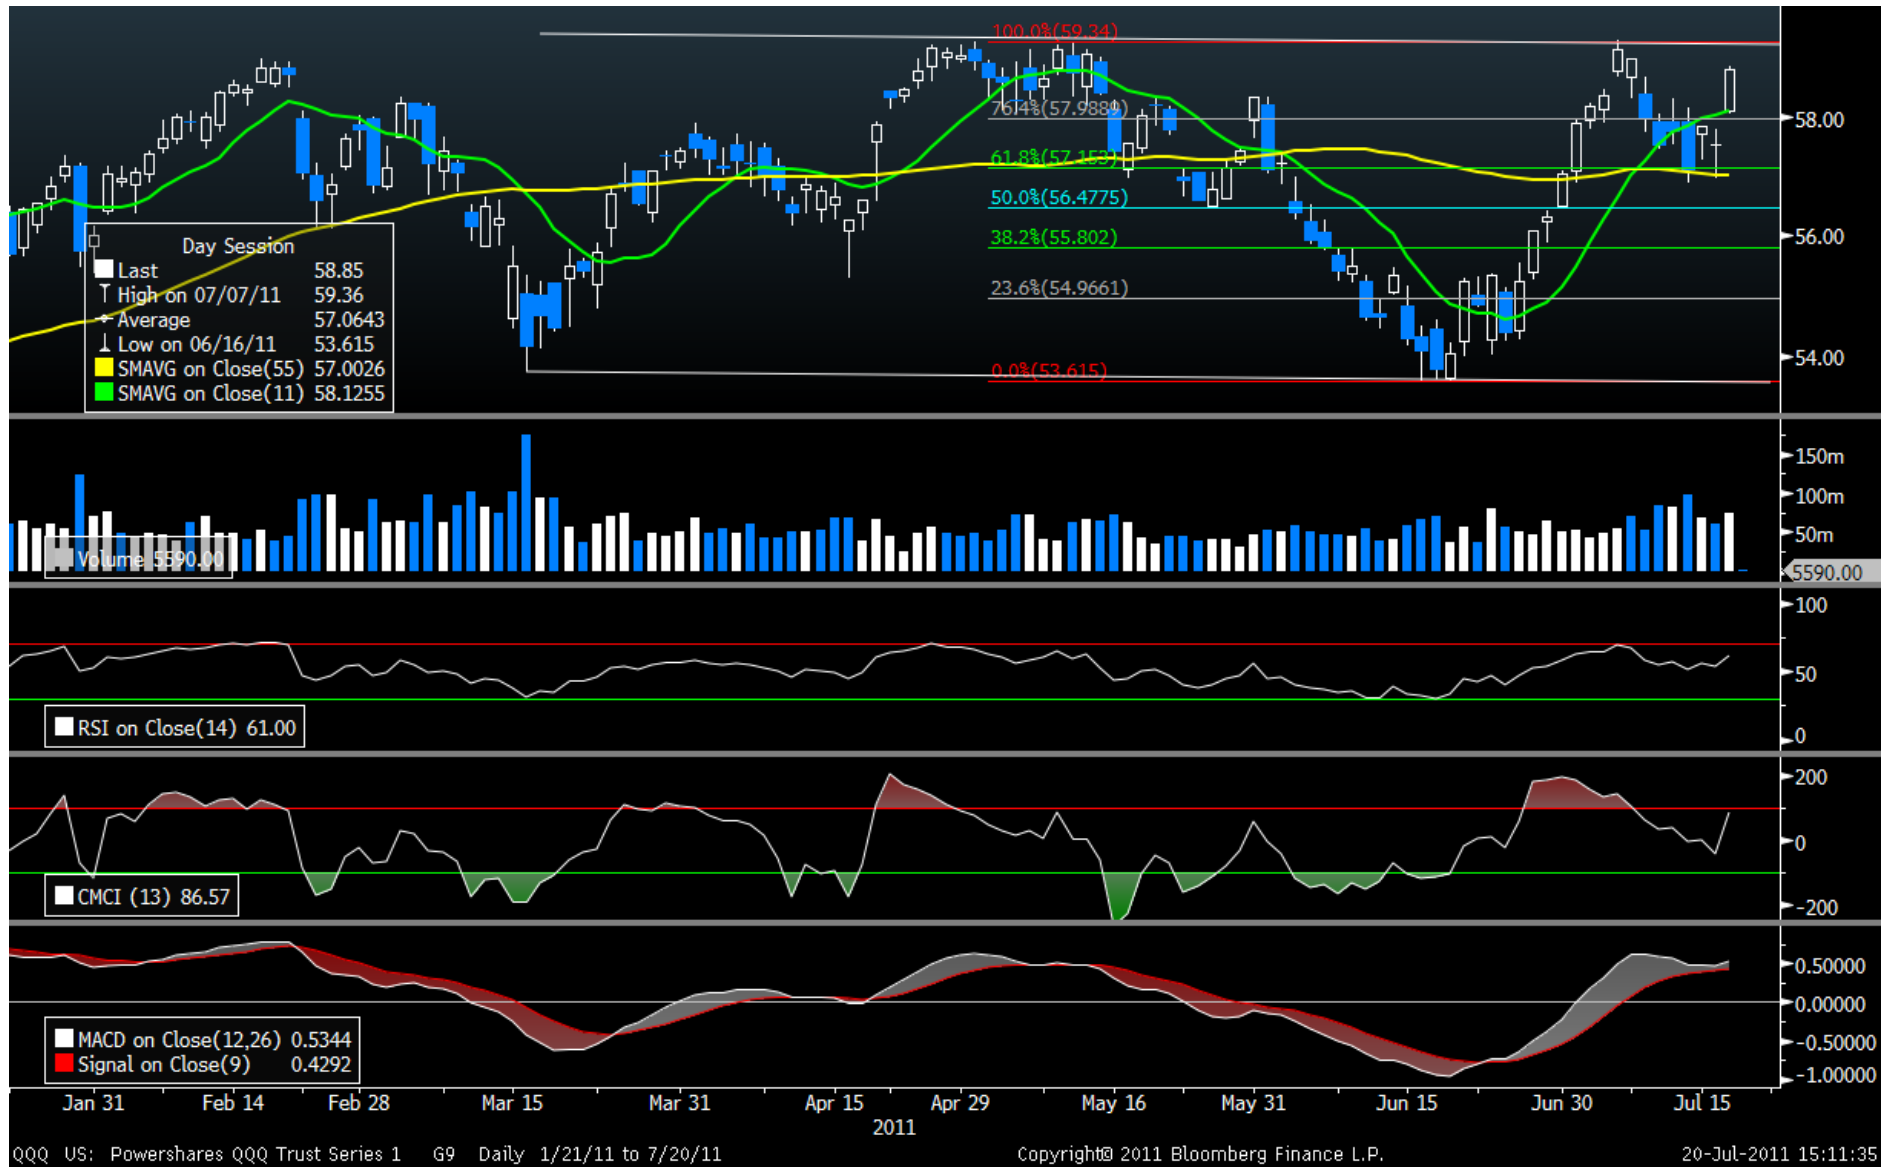 100.0%(59.34)
76.4%(57.9889)
61.8%(57.153)
50.0%(56.4775)
38.2%(55.802)
23.6%(54.9661)
0.0%(53.615)
58.00
56.00
54.00
Day Session
Last 58.85
High on 07/07/11 59.36
Average 57.0643
Low on 06/16/11 53.615
SMAVG on Close(55) 57.0026
SMAVG on Close(11) 58.1255
150m
100m
50m
5590.00
Volume 5590.00
100
50
0
RSI on Close(14) 61.00
200
0
-200
CMCI (13) 86.57
0.50000
0.00000
-0.50000
-1.00000
MACD on Close(12,26) 0.5344
Signal on Close(9) 0.4292
Jan 31 Feb 14 Feb 28 Mar 15 Mar 31 Apr 15 Apr 29 May 16 May 31 Jun 15 Jun 30 Jul 15
2011
QQQ US: Powershares QQQ Trust Series 1 G9 Daily 1/21/11 to 7/20/11 Copyright© 2011 Bloomberg Finance L.P. 20-Jul-2011 15:11:35